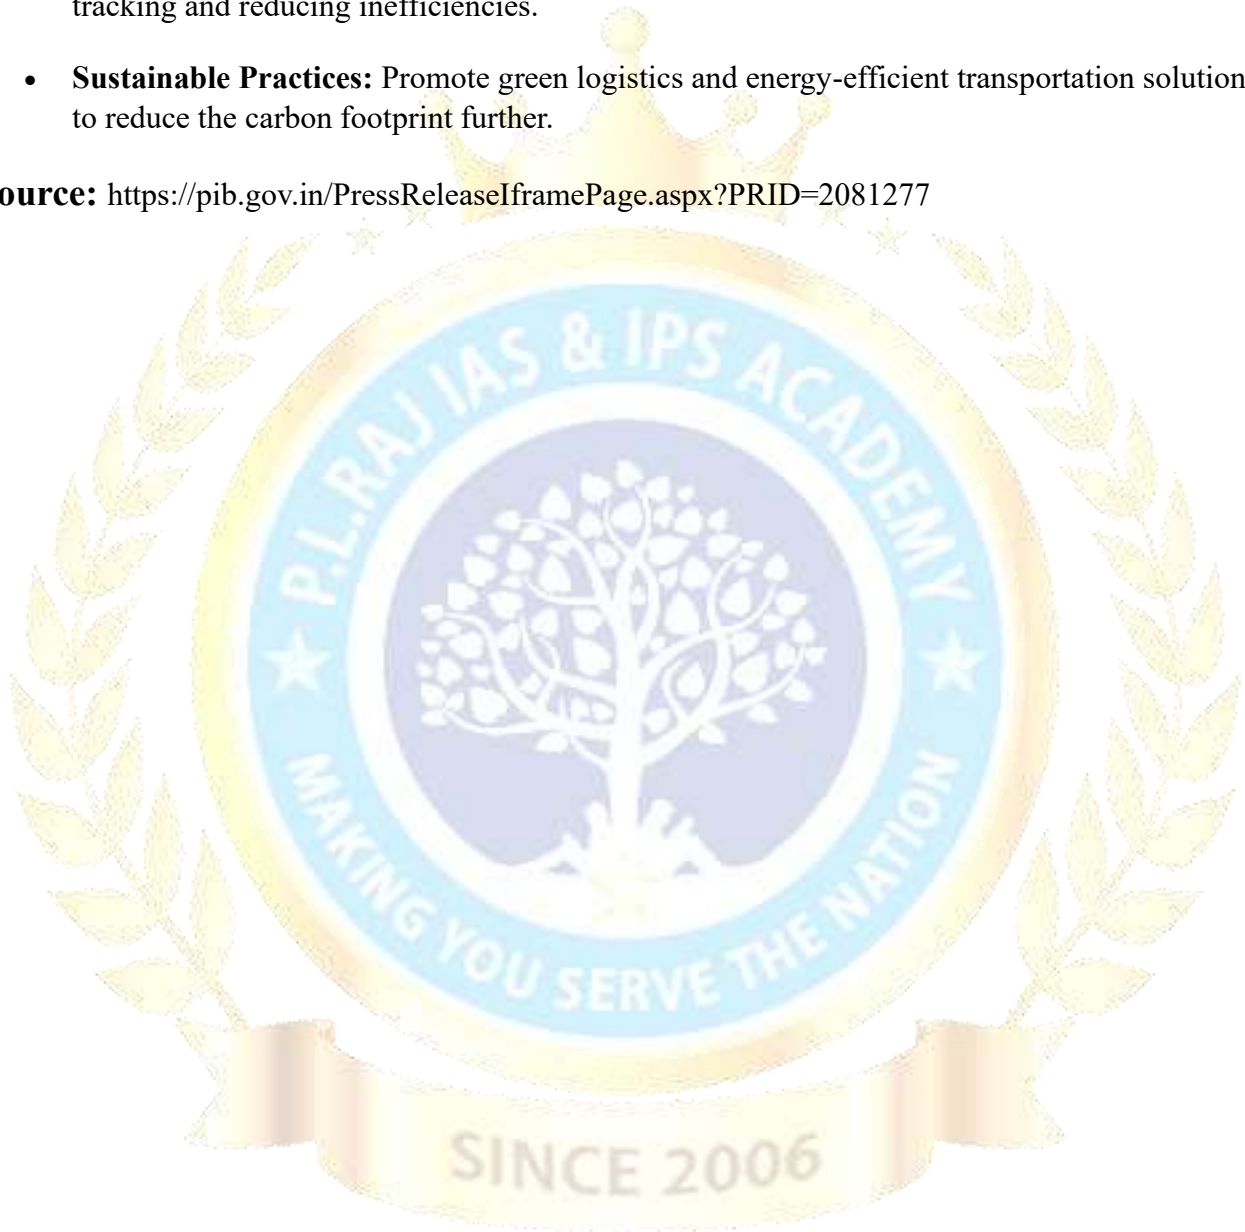 tracking and reducing inefficiencies.
• Sustainable Practices: Promote green logistics and energy-efficient transportation solution
to reduce the carbon footprint further.
ource: https://pib.gov.in/PressReleaseIframePage.aspx?PRID=2081277
P.L.RAJ IAS & IPS ACADEMY
MAKING YOU SERVE THE NATION
SINCE 2006